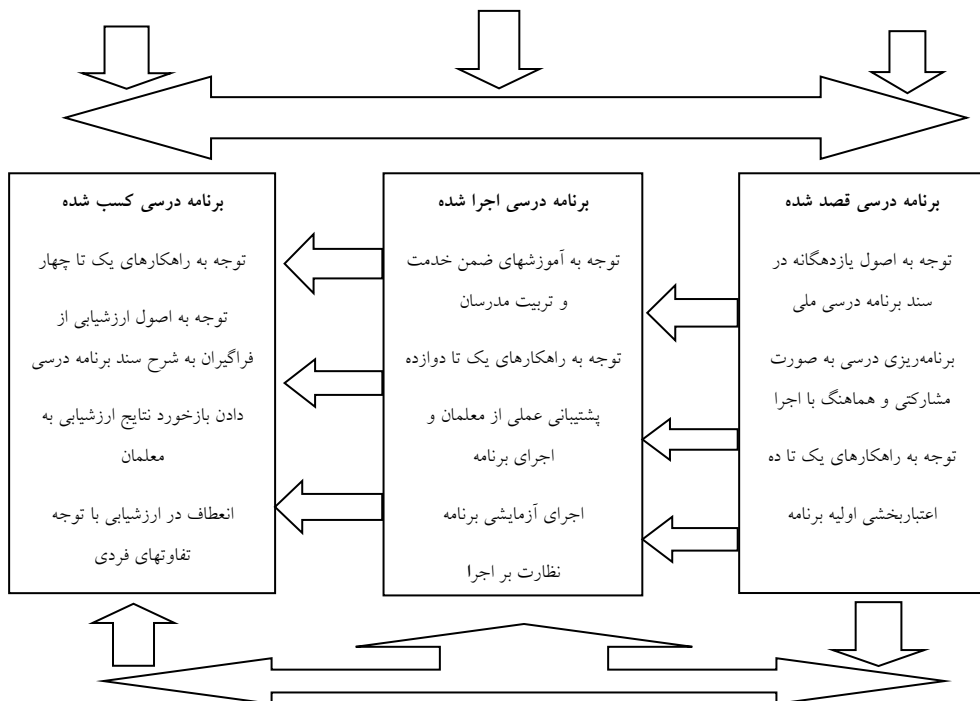 برنامه درسی قصد شده
توجه به اصول یازدهگانه در
سند برنامه درسی ملی
برنامه‌ریزی درسی به صورت
مشارکتی و هماهنگ با اجرا
توجه به راهکارهای یک تا ده
اعتباربخشی اولیه برنامه
برنامه درسی اجرا شده
توجه به آموزشهای ضمن خدمت
و تربیت مدرسان
توجه به راهکارهای یک تا دوازده
پشتیبانی عملی از معلمان و
اجرای برنامه
اجرای آزمایشی برنامه
نظارت بر اجرا
برنامه درسی کسب شده
توجه به راهکارهای یک تا چهار
توجه به اصول ارزشیابی از
فراگیران به شرح سند برنامه درسی
دادن بازخورد نتایج ارزشیابی به
معلمان
انعطاف در ارزشیابی با توجه
تفاوتهای فردی